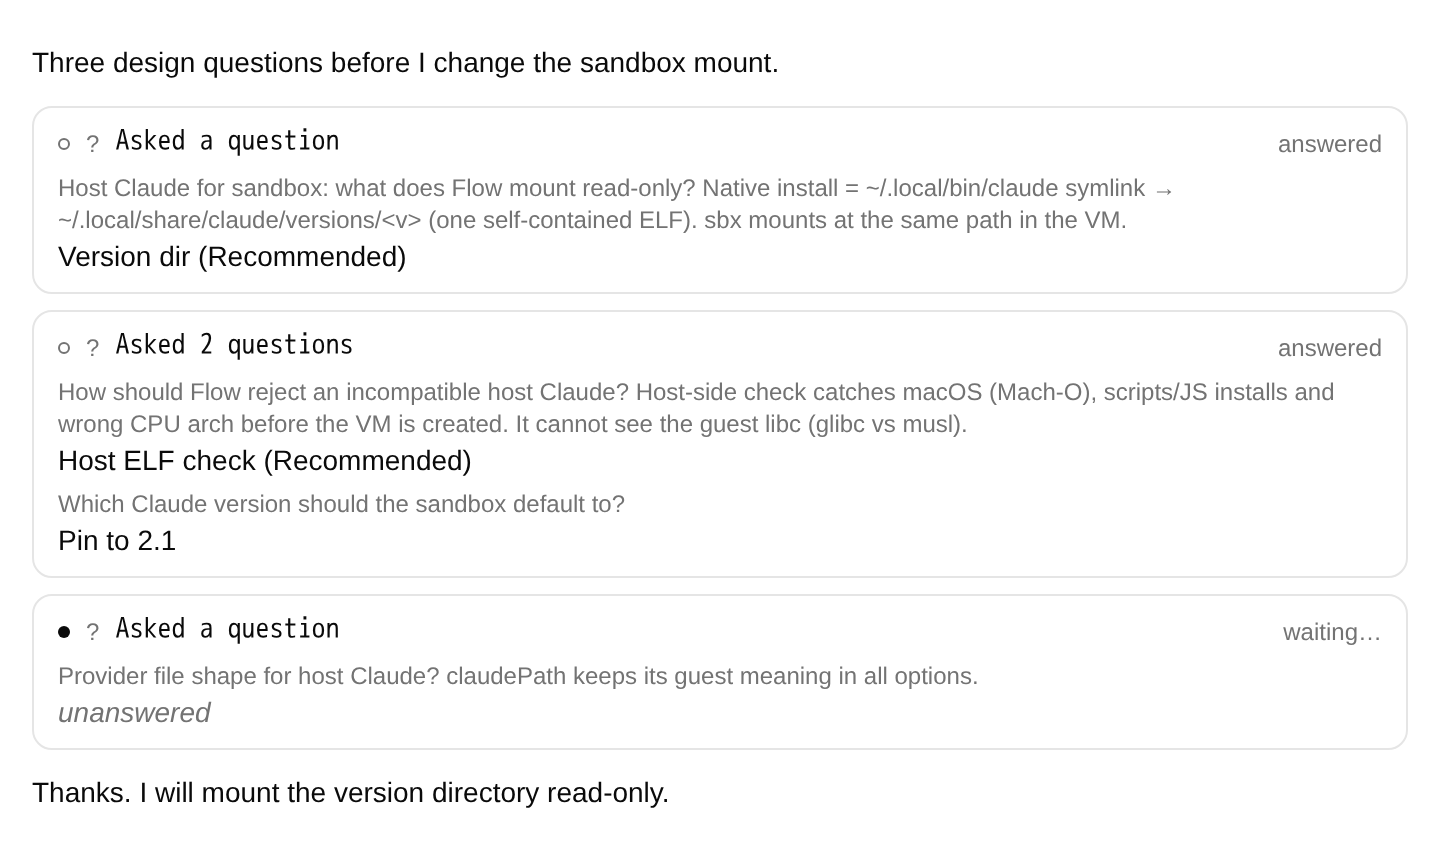 Three design questions before I change the sandbox mount.
? Asked a question answered
Host Claude for sandbox: what does Flow mount read-only? Native install = ~/.local/bin/claude symlink →
~/.local/share/claude/versions/<v> (one self-contained ELF). sbx mounts at the same path in the VM.
Version dir (Recommended)
? Asked 2 questions answered
How should Flow reject an incompatible host Claude? Host-side check catches macOS (Mach-O), scripts/JS installs and
wrong CPU arch before the VM is created. It cannot see the guest libc (glibc vs musl).
Host ELF check (Recommended)
Which Claude version should the sandbox default to?
Pin to 2.1
? Asked a question waiting…
Provider file shape for host Claude? claudePath keeps its guest meaning in all options.
unanswered
Thanks. I will mount the version directory read-only.